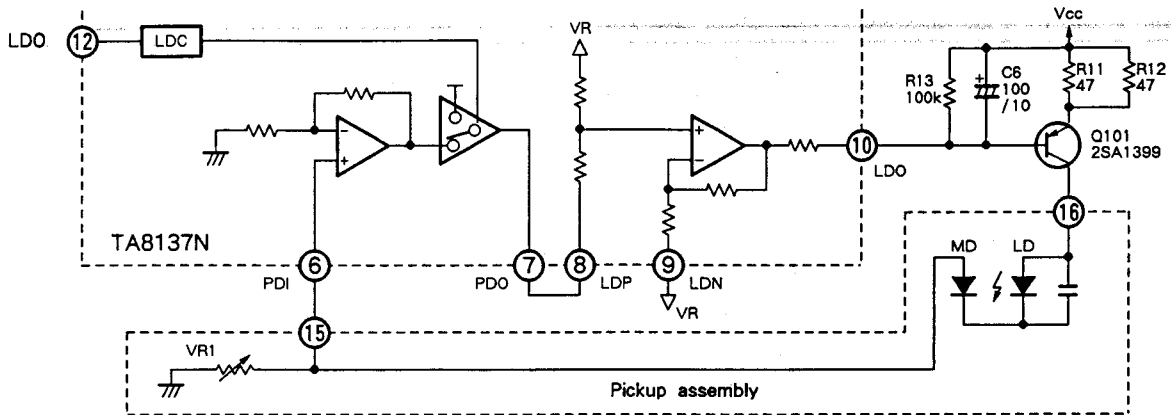 LDO 12 LDC
VR
Vcc
R13
100k
C6
100
/10
+
R11
47
R12
47
Q101
2SA1399
−
+
+
−
10
LDO
16
TA8137N
6
PDI
7
PDO
8
LDP
9
LDN
VR
MD
LD
15
VR1
Pickup assembly